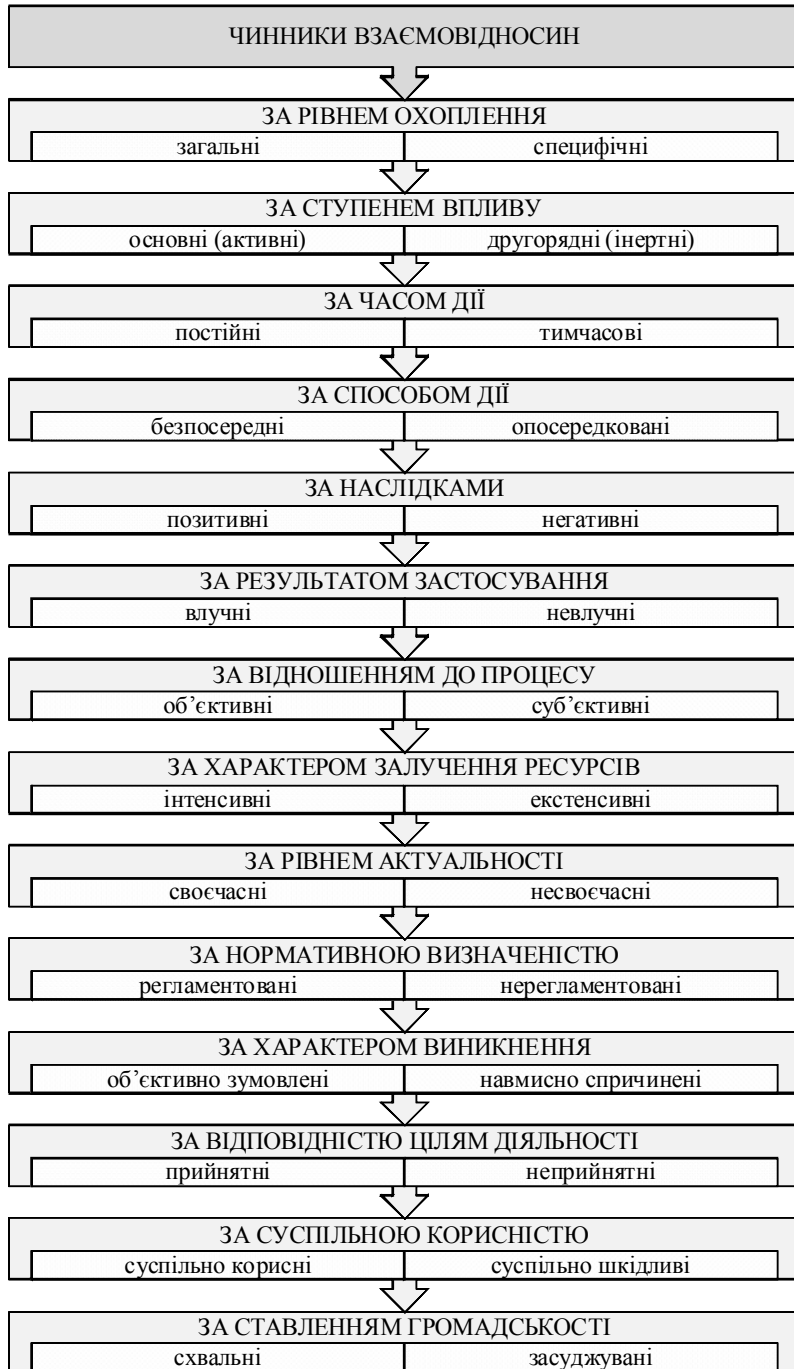 ЧИННИКИ ВЗАЄМОВІДНОСИН
ЗА РІВНЕМ ОХОПЛЕННЯ
загальні специфічні
ЗА СТУПЕНЕМ ВПЛИВУ
основні (активні) другорядні (інертні)
ЗА ЧАСОМ ДІЇ
постійні тимчасові
ЗА СПОСОБОМ ДІЇ
безпосередні опосередковані
ЗА НАСЛІДКАМИ
позитивні негативні
ЗА РЕЗУЛЬТАТОМ ЗАСТОСУВАННЯ
влучні невлучні
ЗА ВІДНОШЕННЯМ ДО ПРОЦЕСУ
об’єктивні суб’єктивні
ЗА ХАРАКТЕРОМ ЗАЛУЧЕННЯ РЕСУРСІВ
інтенсивні екстенсивні
ЗА РІВНЕМ АКТУАЛЬНОСТІ
своєчасні несвоєчасні
ЗА НОРМАТИВНОЮ ВИЗНАЧЕНІСТЮ
регламентовані нерегламентовані
ЗА ХАРАКТЕРОМ ВИНИКНЕННЯ
об’єктивно зумовлені навмисно спричинені
ЗА ВІДПОВІДНІСТЮ ЦІЛЯМ ДІЯЛЬНОСТІ
прийнятні неприйнятні
ЗА СУСПІЛЬНОЮ КОРИСНІСТЮ
суспільно корисні суспільно шкідливі
ЗА СТАВЛЕННЯМ ГРОМАДСЬКОСТІ
схвальні засуджувані